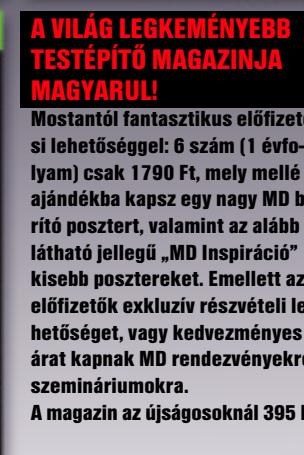 A VILÁG LEGKEMÉNYEBB
TESTÉPÍTŐ MAGAZINJA
MAGYARUL!
Mostantól fantasztikus előfizeté
si lehetőséggel: 6 szám (1 évfo-
lyam) csak 1790 Ft, mely mellé
ajándékba kapsz egy nagy MD b
rító posztert, valamint az alább
látható jellegű „MD Inspiráció”
kisebb posztereket. Emellett az
előfizetők exkluzív részvételi le
hetőséget, vagy kedvezményes
árat kapnak MD rendezvényekre
szemináriumokra.
A magazin az újságosoknál 395